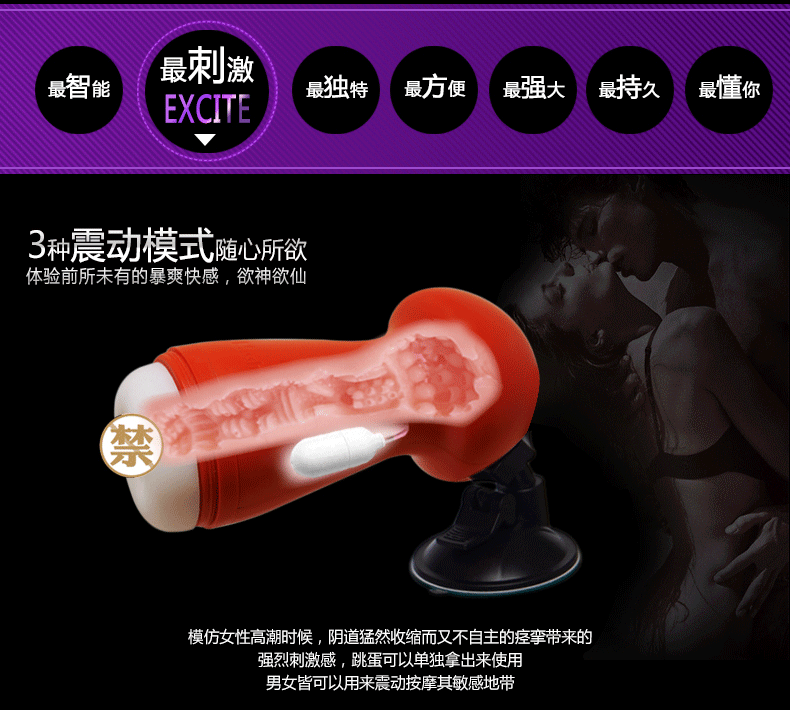 最智能
最刺激
EXCITE
最独特
最方便
最强大
最持久
最懂你
3种震动模式随心所欲
体验前所未有的暴爽快感，欲神欲仙
禁
模仿女性高潮时候，阴道猛然收缩而又不自主的痉挛带来的
强烈刺激感，跳蛋可以单独拿出来使用
男女皆可以用来震动按摩其敏感地带